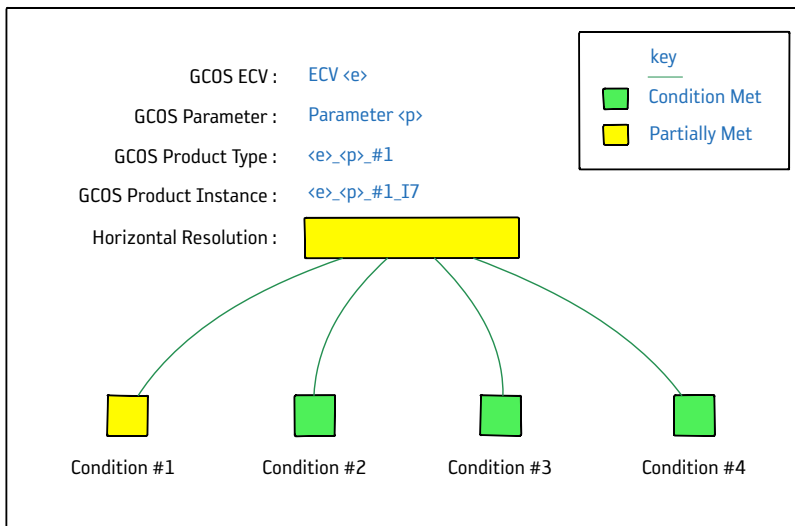 GCOS ECV : ECV <e>
GCOS Parameter : Parameter <p>
GCOS Product Type : <e>_<p>_#1
GCOS Product Instance : <e>_<p>_#1_I7
Horizontal Resolution :
key
Condition Met
Partially Met
Condition #1
Condition #2
Condition #3
Condition #4